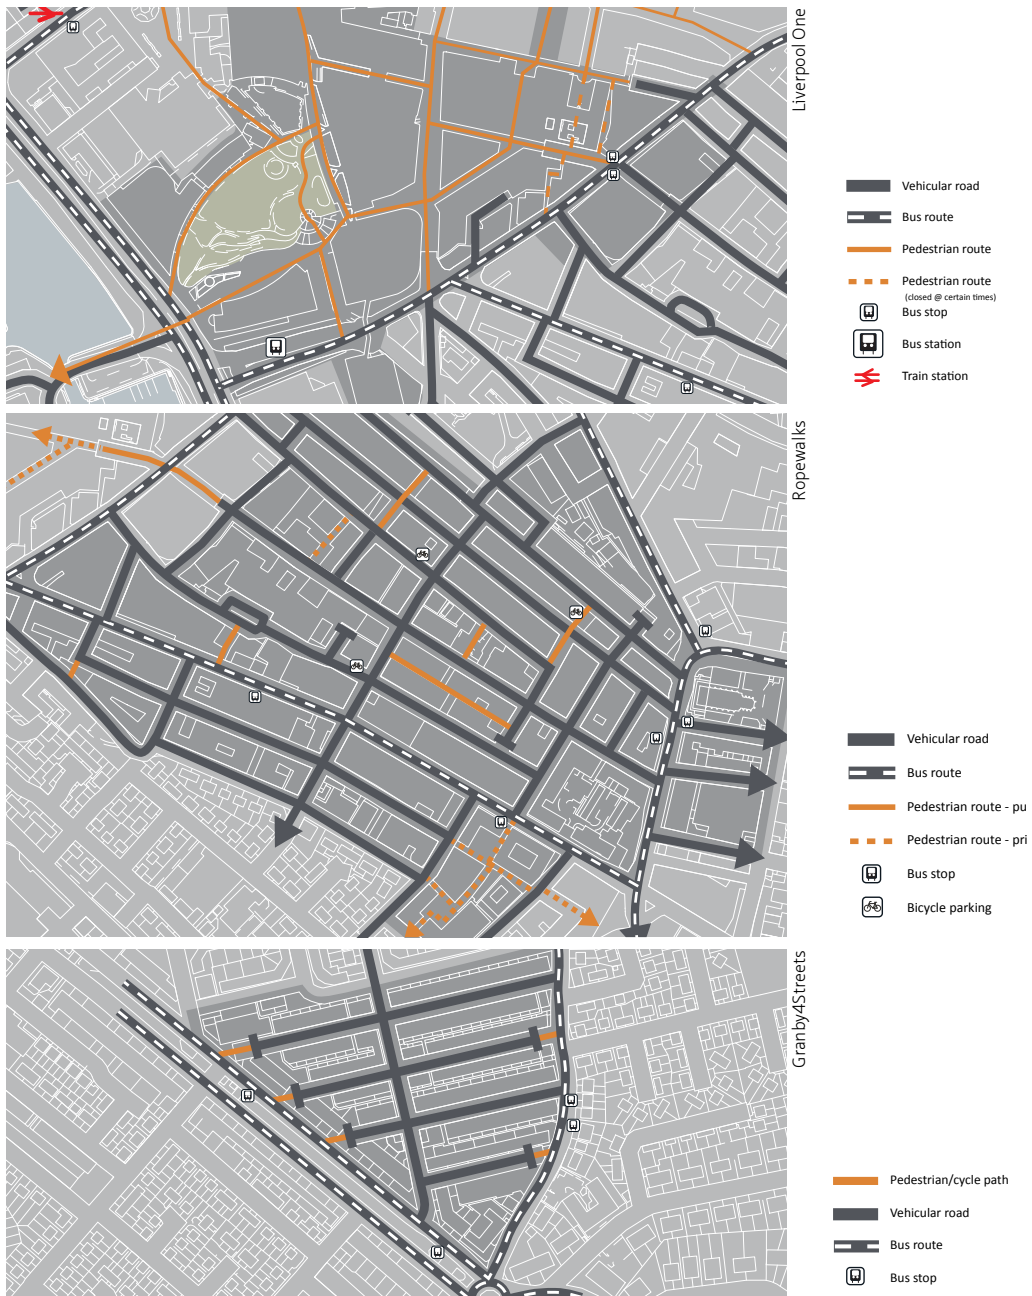 Liverpool One
Vehicular road
Bus route
Pedestrian route
Pedestrian route
(closed @ certain times)
Bus stop
Bus station
Train station
Ropewalks
Vehicular road
Bus route
Pedestrian route - pu
Pedestrian route - pri
Bus stop
Bicycle parking
Granby4Streets
Pedestrian/cycle path
Vehicular road
Bus route
Bus stop